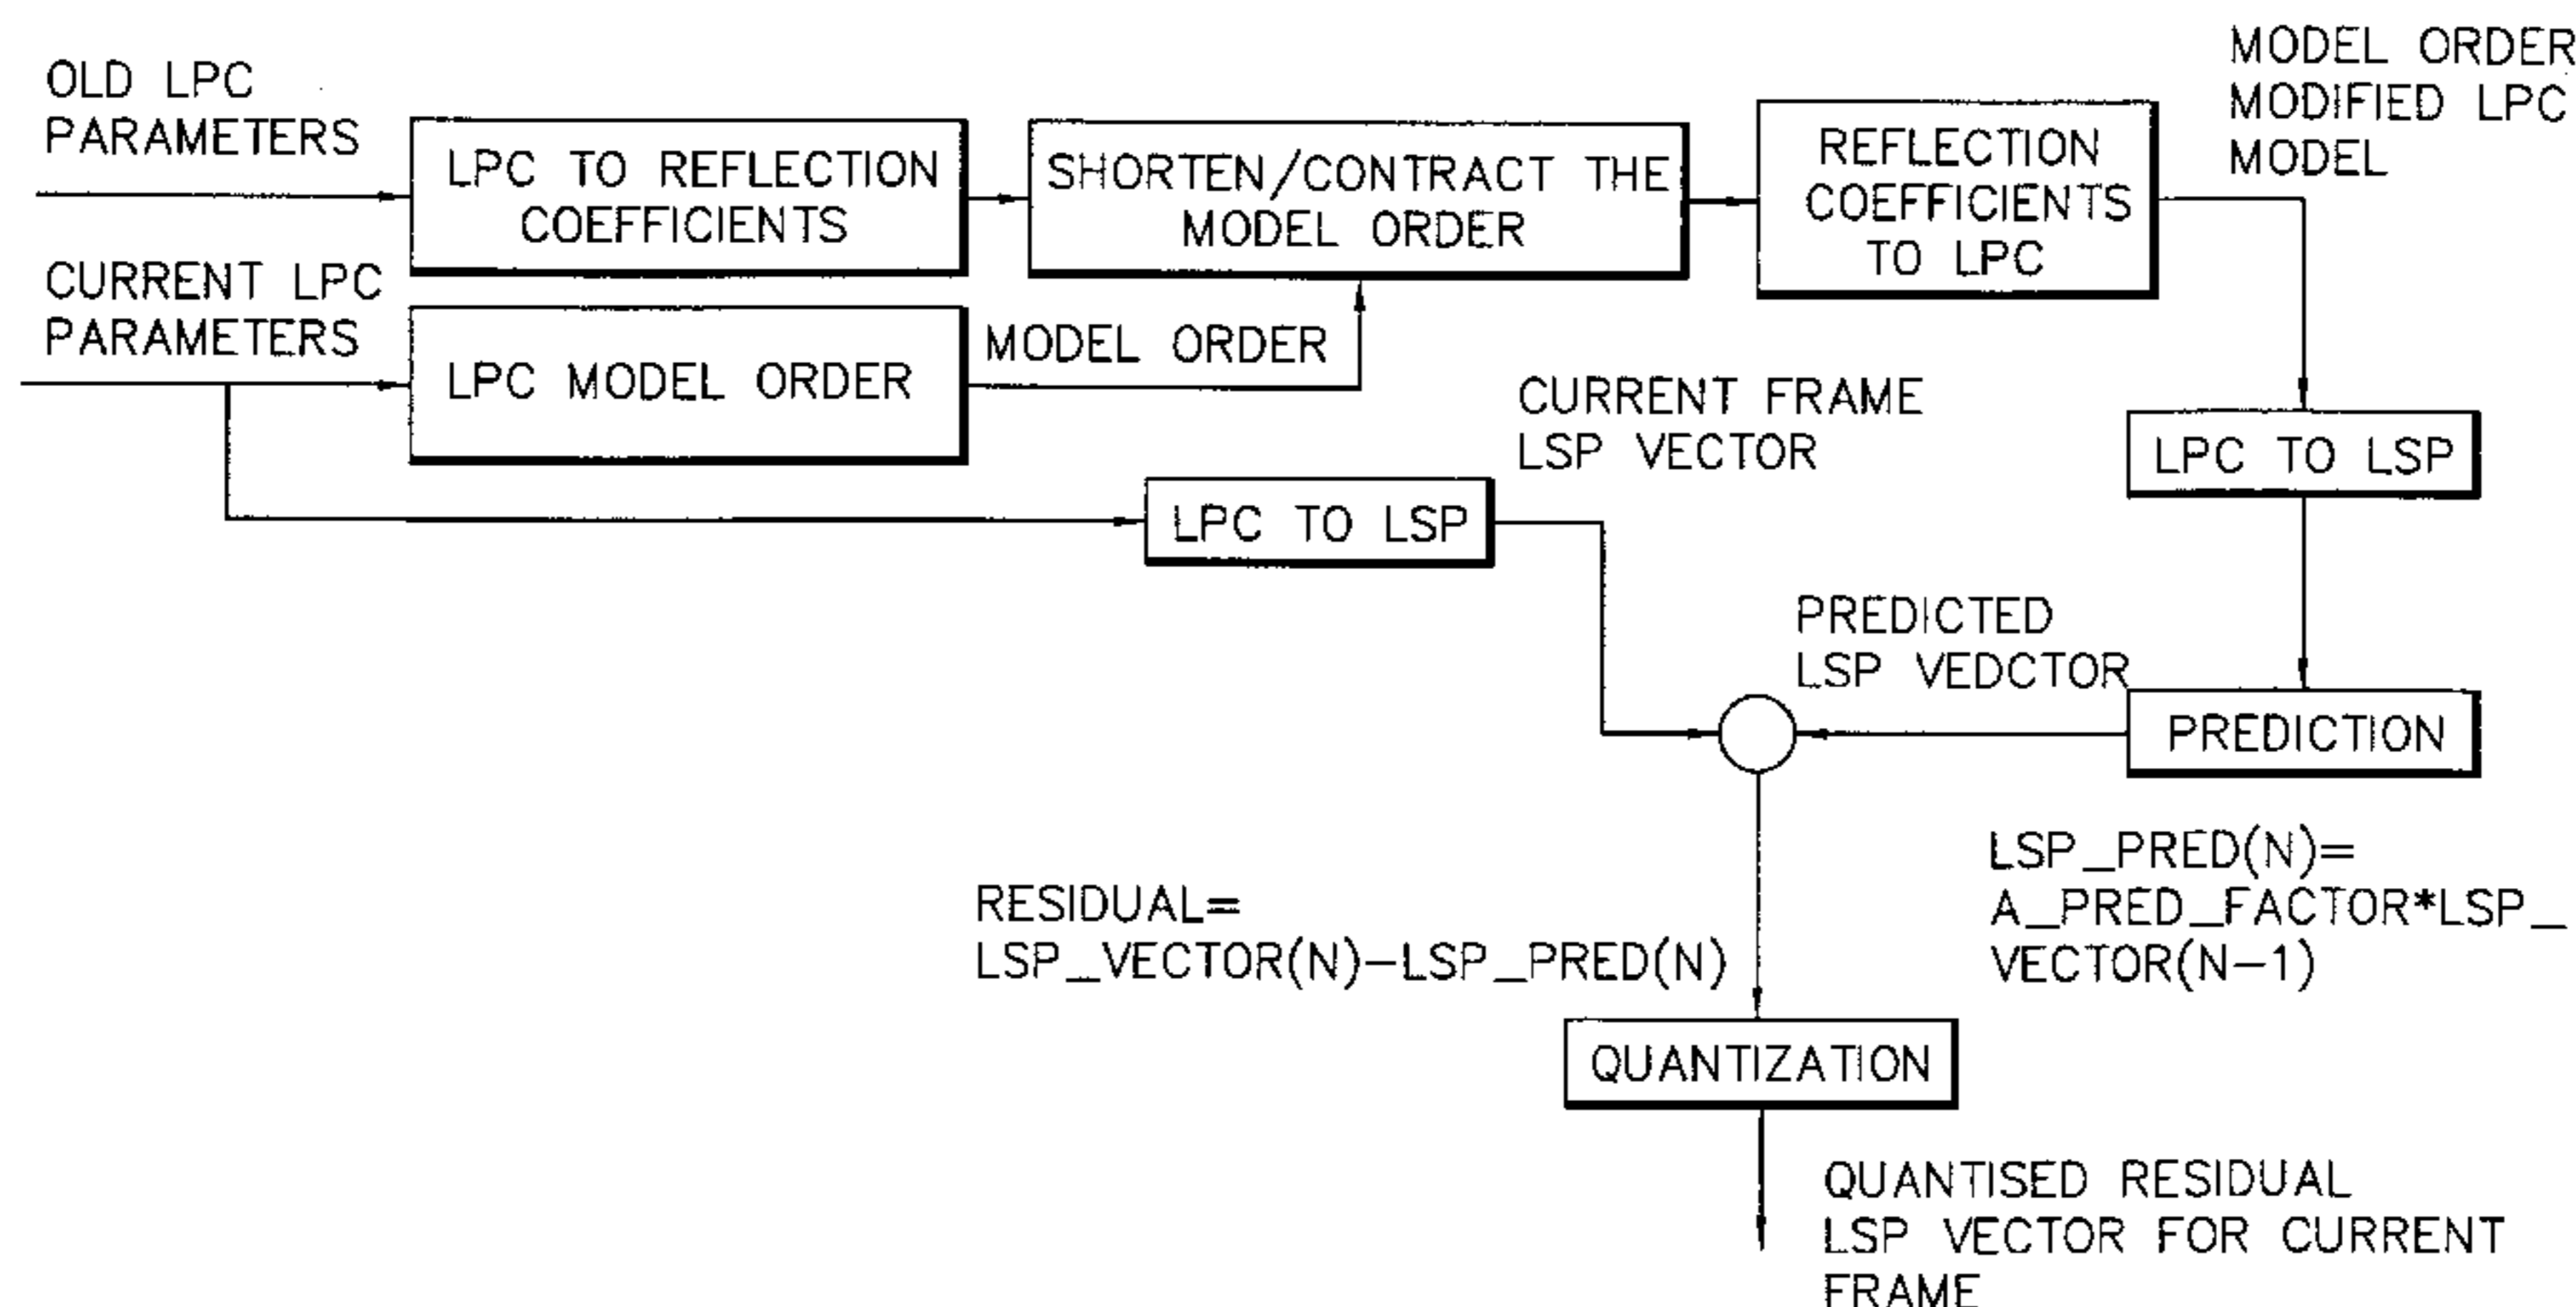 OLD LPC
PARAMETERS
LPC TO REFLECTION
COEFFICIENTS
SHORTEN/CONTRACT THE
MODEL ORDER
REFLECTION
COEFFICIENTS
TO LPC
MODEL ORDER
MODIFIED LPC
MODEL
CURRENT LPC
PARAMETERS
LPC MODEL ORDER
MODEL ORDER
CURRENT FRAME
LSP VECTOR
LPC TO LSP
LPC TO LSP
PREDICTED
LSP VEDCTOR
PREDICTION
LSP_PRED(N)=
A_PRED_FACTOR*LSP_
VECTOR(N-1)
RESIDUAL=
LSP_VECTOR(N)-LSP_PRED(N)
QUANTIZATION
QUANTISED RESIDUAL
LSP VECTOR FOR CURRENT
FRAME